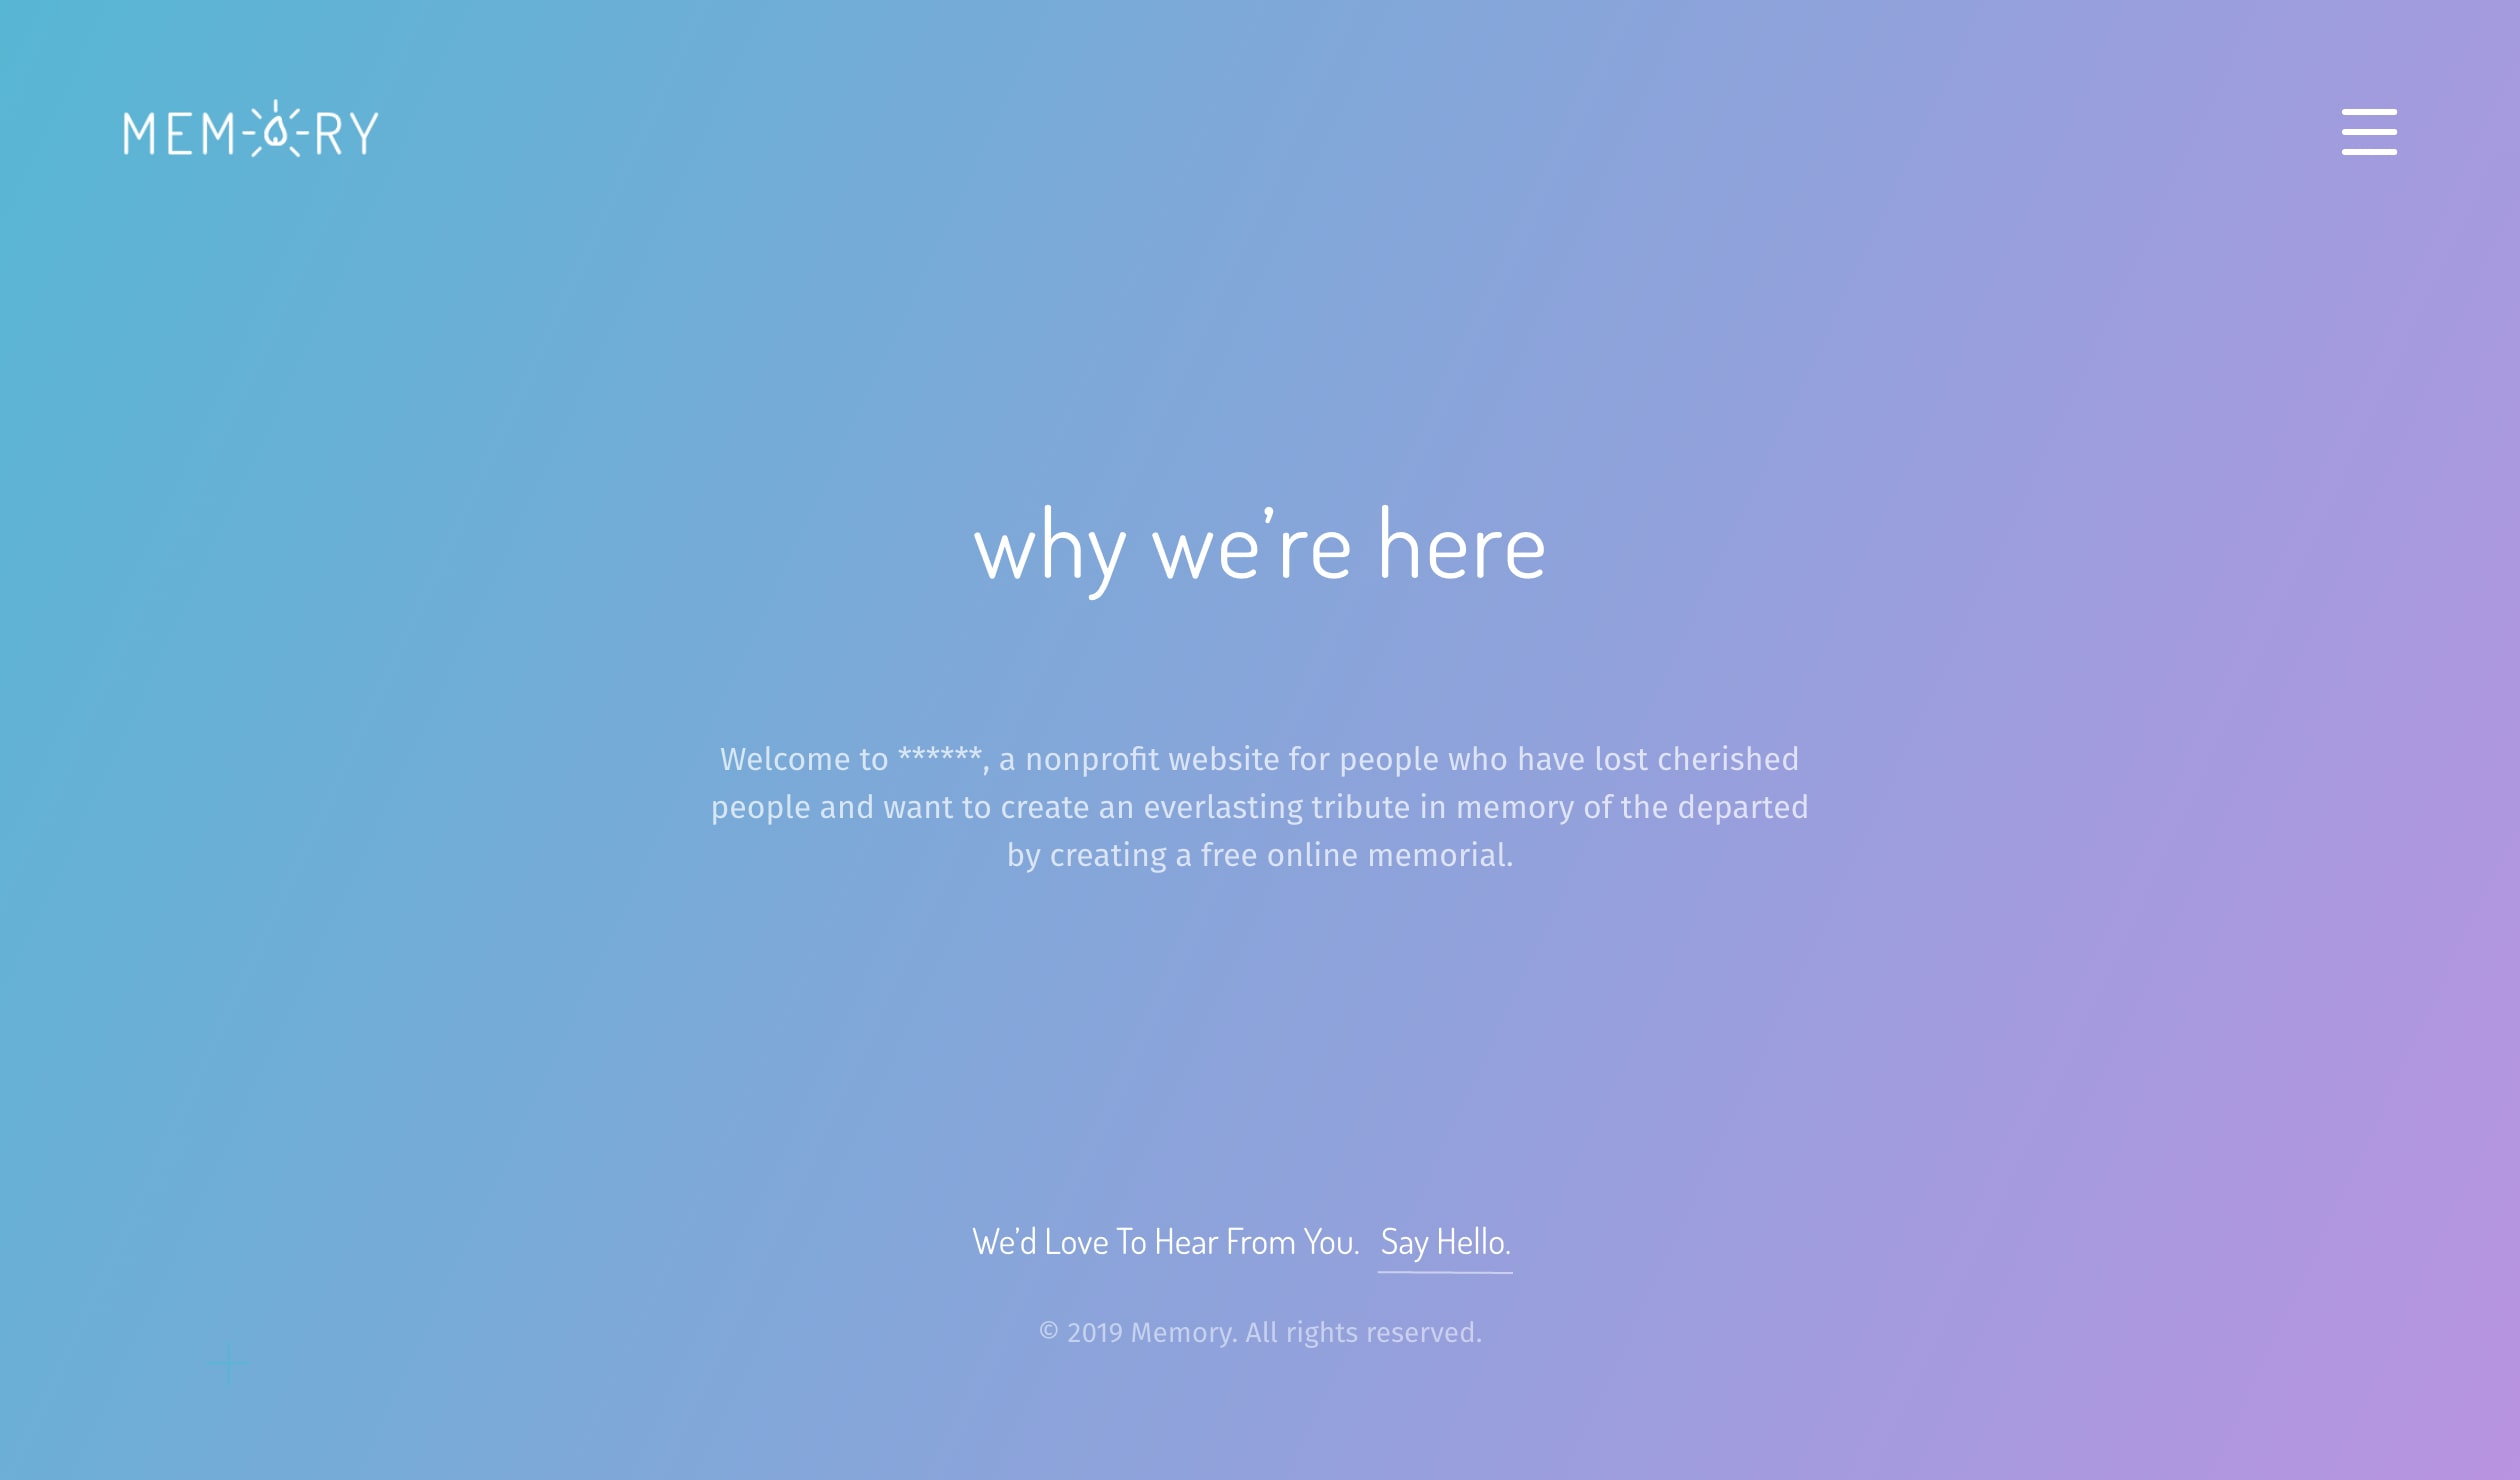 MEMORY
why we’re here
Welcome to ******, a nonprofit website for people who have lost cherished
people and want to create an everlasting tribute in memory of the departed
by creating a free online memorial.
We’d Love To Hear From You. Say Hello.
© 2019 Memory. All rights reserved.